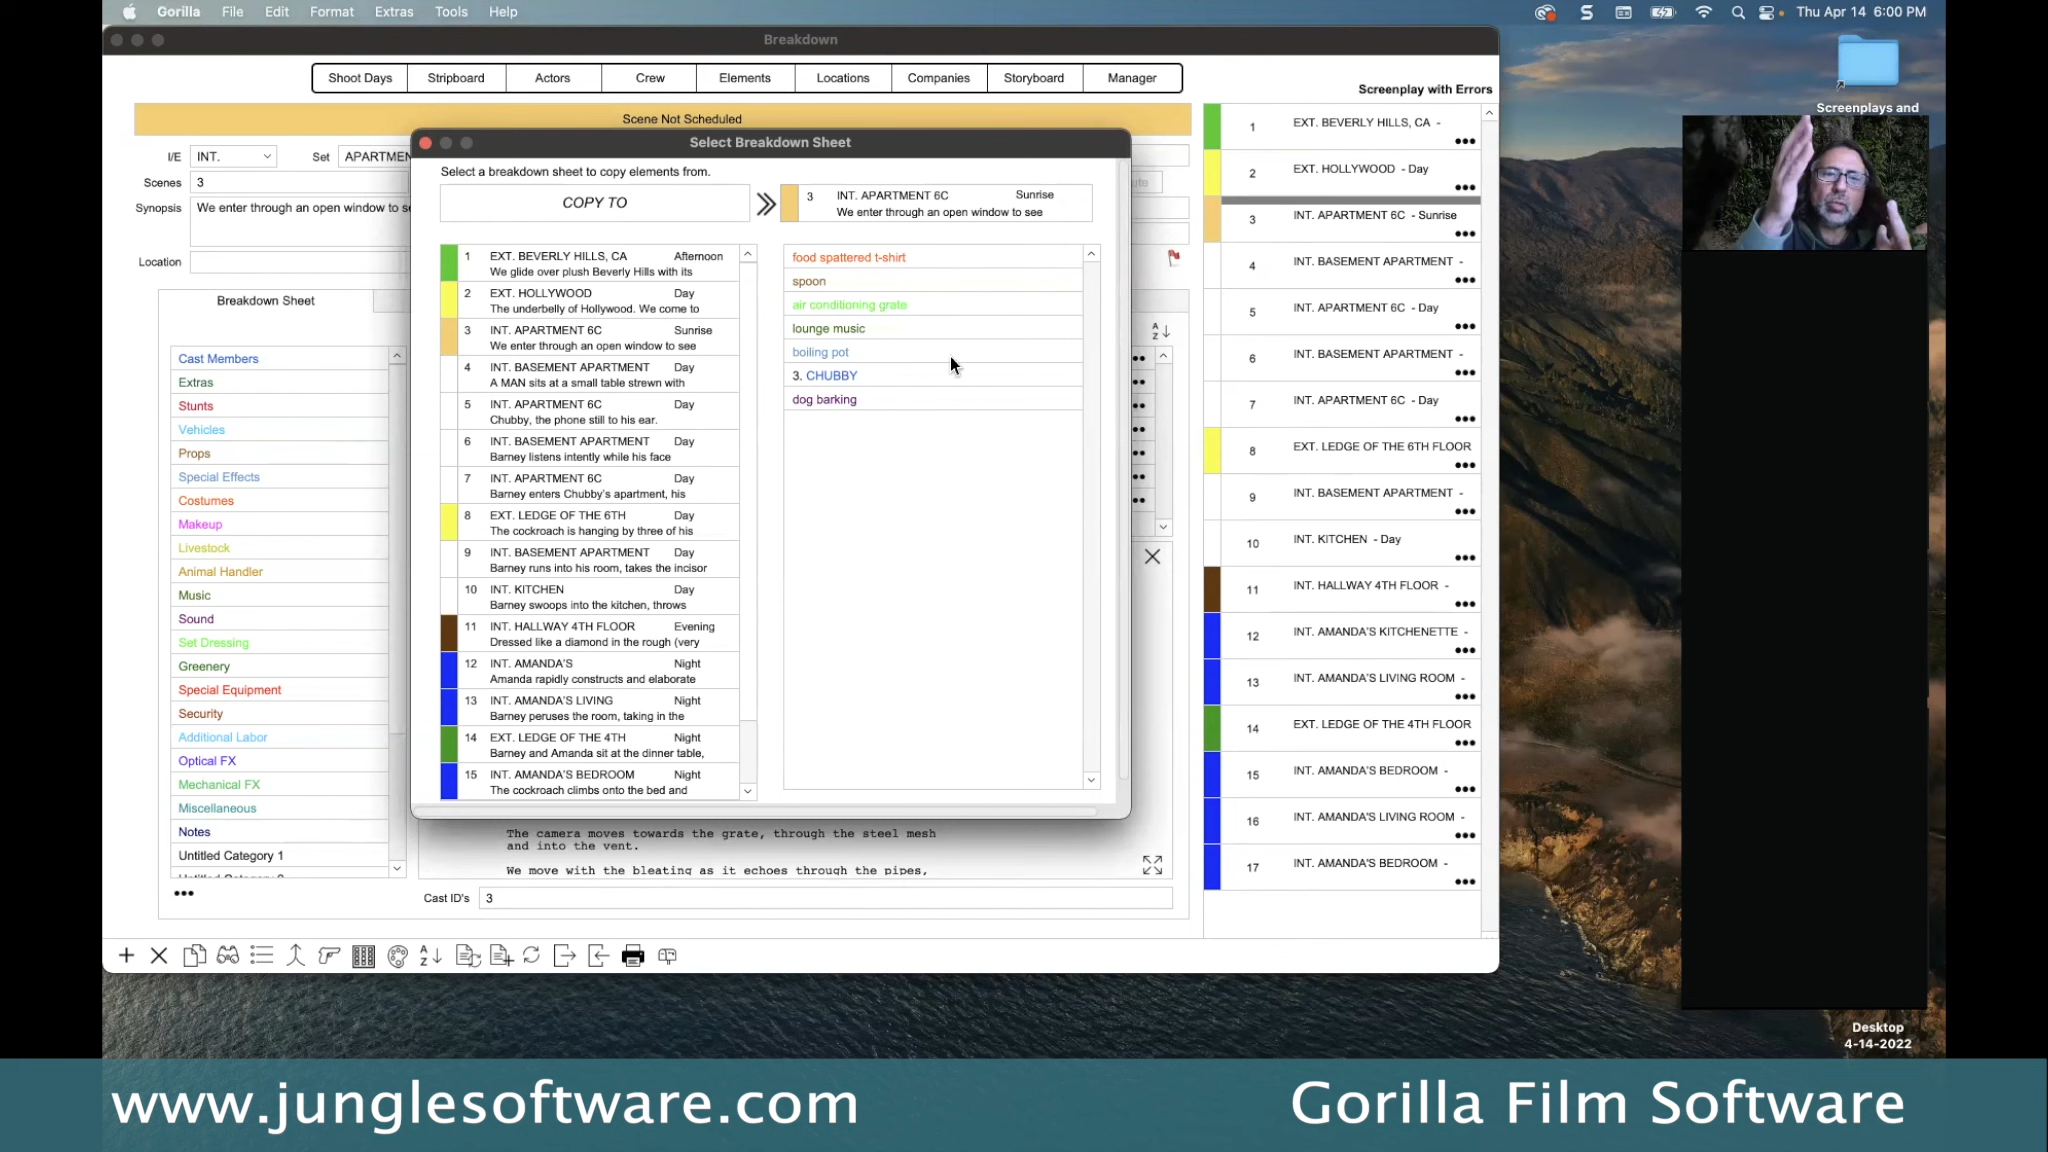 Gorilla File Edit Format Extras Tools Help
Thu Apr 14 6:00 PM
Breakdown
Shoot Days Stripboard Actors Crew Elements Locations Companies Storyboard Manager
Screenplay with Errors
Scene Not Scheduled
I/E INT. Set APARTMEN
Scenes 3
Synopsis We enter through an open window to se
Location
Breakdown Sheet
Cast Members
Extras
Stunts
Vehicles
Props
Special Effects
Costumes
Makeup
Livestock
Animal Handler
Music
Sound
Set Dressing
Greenery
Special Equipment
Security
Additional Labor
Optical FX
Mechanical FX
Miscellaneous
Notes
Untitled Category 1
Select Breakdown Sheet
Select a breakdown sheet to copy elements from.
COPY TO
3 INT. APARTMENT 6C Sunrise
We enter through an open window to see
1 EXT. BEVERLY HILLS, CA Afternoon
We glide over plush Beverly Hills with its
2 EXT. HOLLYWOOD Day
The underbelly of Hollywood. We come to
3 INT. APARTMENT 6C Sunrise
We enter through an open window to see
4 INT. BASEMENT APARTMENT Day
A MAN sits at a small table strewn with
5 INT. APARTMENT 6C Day
Chubby, the phone still to his ear.
6 INT. BASEMENT APARTMENT Day
Barney listens intently while his face
7 INT. APARTMENT 6C Day
Barney enters Chubby's apartment, his
8 EXT. LEDGE OF THE 6TH Day
The cockroach is hanging by three of his
9 INT. BASEMENT APARTMENT Day
Barney runs into his room, takes the incisor
10 INT. KITCHEN Day
Barney swoops into the kitchen, throws
11 INT. HALLWAY 4TH FLOOR Evening
Dressed like a diamond in the rough (very
12 INT. AMANDA'S Night
Amanda rapidly constructs and elaborate
13 INT. AMANDA'S LIVING Night
Barney peruses the room, taking in the
14 EXT. LEDGE OF THE 4TH Night
Barney and Amanda sit at the dinner table,
15 INT. AMANDA'S BEDROOM Night
The cockroach climbs onto the bed and
food spattered t-shirt
spoon
air conditioning grate
lounge music
boiling pot
3. CHUBBY
dog barking
The camera moves towards the grate, through the steel mesh
and into the vent.
We move with the bleating as it echoes through the pipes,
Cast ID's 3
1 EXT. BEVERLY HILLS, CA -
2 EXT. HOLLYWOOD - Day
3 INT. APARTMENT 6C - Sunrise
4 INT. BASEMENT APARTMENT -
5 INT. APARTMENT 6C - Day
6 INT. BASEMENT APARTMENT -
7 INT. APARTMENT 6C - Day
8 EXT. LEDGE OF THE 6TH FLOOR
9 INT. BASEMENT APARTMENT -
10 INT. KITCHEN - Day
11 INT. HALLWAY 4TH FLOOR -
12 INT. AMANDA'S KITCHENETTE -
13 INT. AMANDA'S LIVING ROOM -
14 EXT. LEDGE OF THE 4TH FLOOR
15 INT. AMANDA'S BEDROOM -
16 INT. AMANDA'S LIVING ROOM -
17 INT. AMANDA'S BEDROOM -
Screenplays and
Desktop
4-14-2022
www.junglesoftware.com
Gorilla Film Software